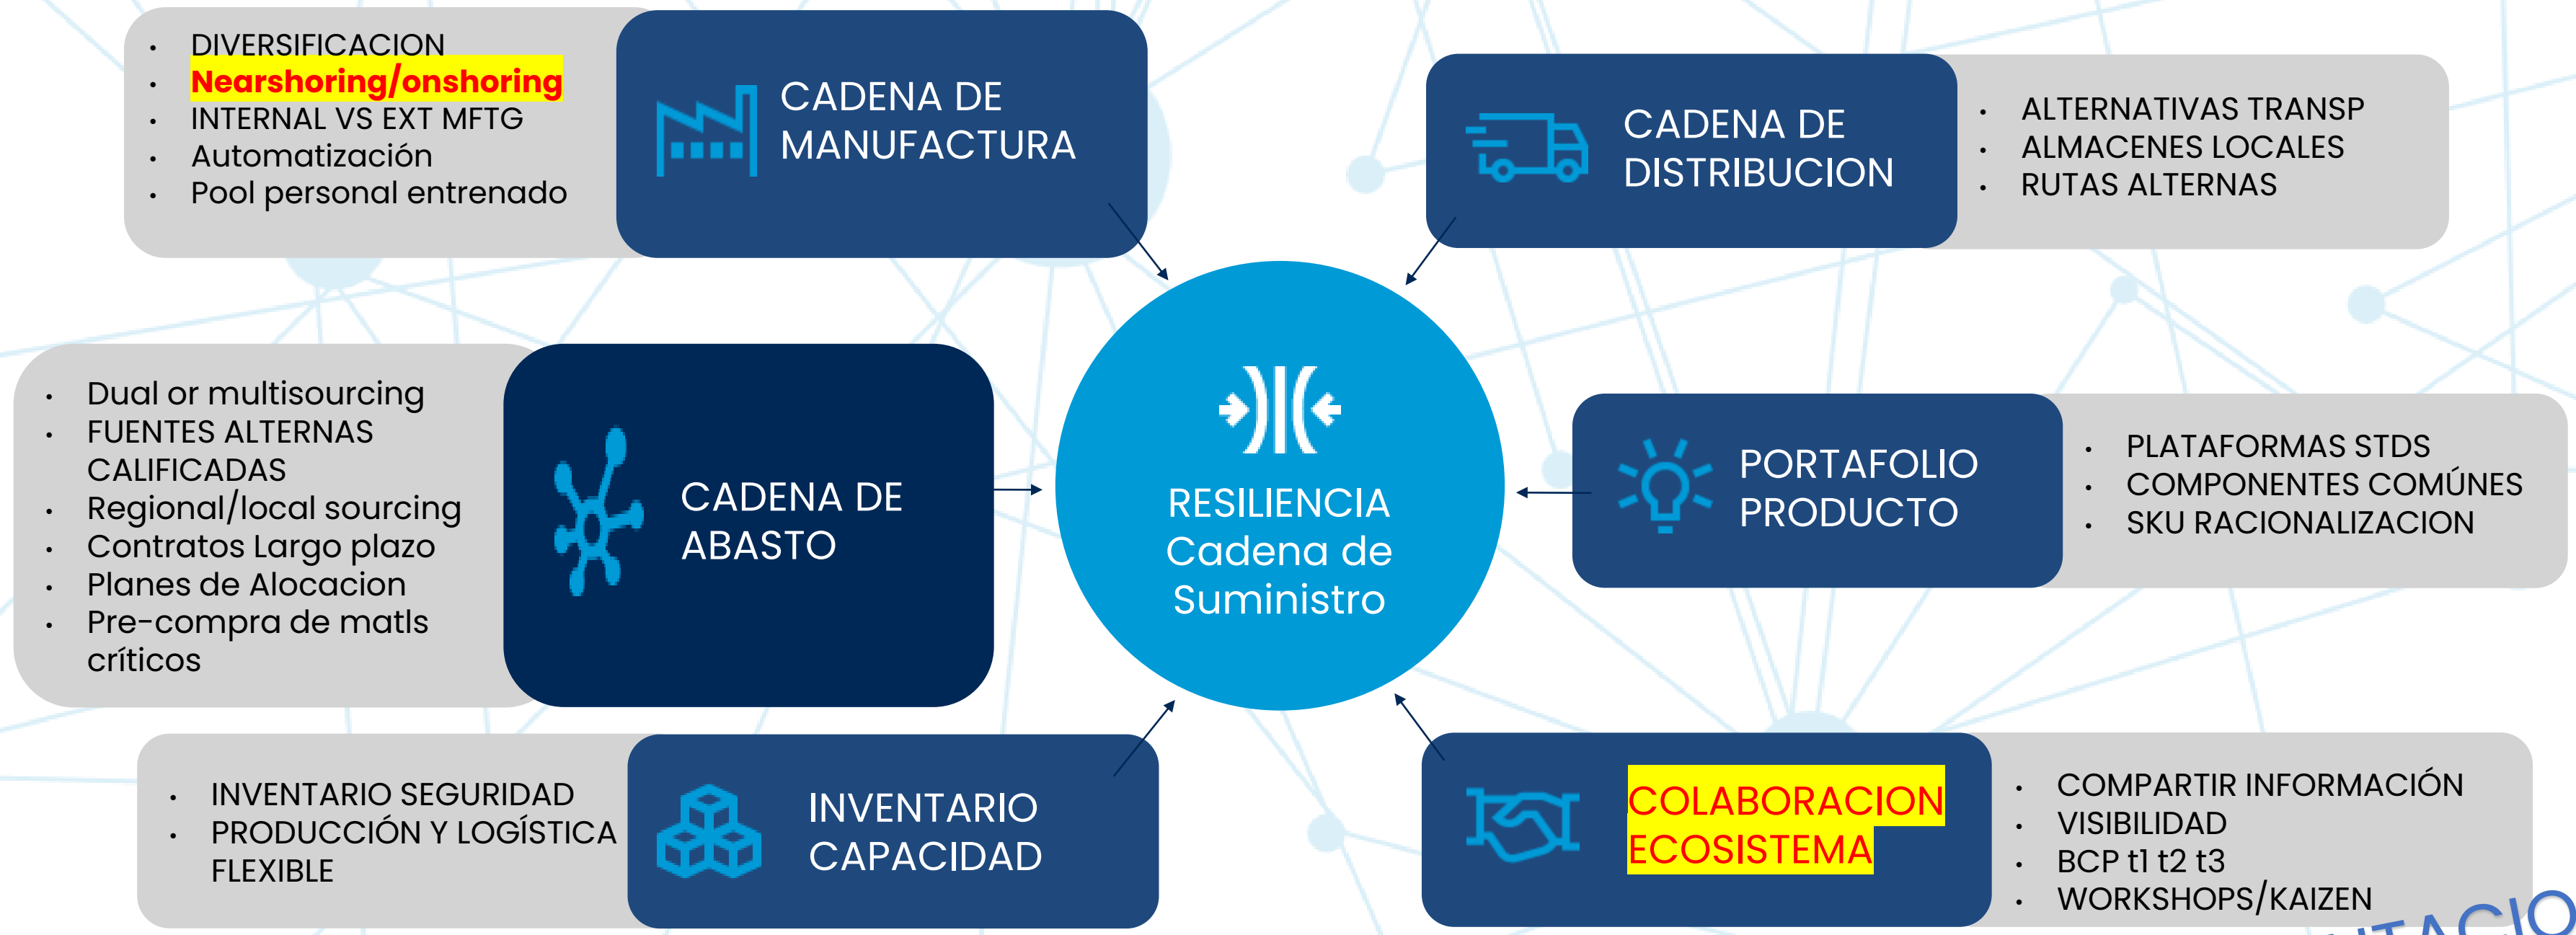 DIVERSIFICACION
Nearshoring/onshoring
INTERNAL VS EXT MFTG
Automatización
Pool personal entrenado
CADENA DE
MANUFACTURA
CADENA DE
DISTRIBUCION
ALTERNATIVAS TRANSP
ALMACENES LOCALES
RUTAS ALTERNAS
Dual or multisourcing
FUENTES ALTERNAS
CALIFICADAS
Regional/local sourcing
Contratos Largo plazo
Planes de Alocacion
Pre-compra de matls
críticos
CADENA DE
ABASTO
RESILIENCIA
Cadena de
Suministro
PORTAFOLIO
PRODUCTO
PLATAFORMAS STDS
COMPONENTES COMÚNES
SKU RACIONALIZACION
INVENTARIO SEGURIDAD
PRODUCCIÓN Y LOGÍSTICA
FLEXIBLE
INVENTARIO
CAPACIDAD
COLABORACION
ECOSISTEMA
COMPARTIR INFORMACIÓN
VISIBILIDAD
BCP t1 t2 t3
WORKSHOPS/KAIZEN